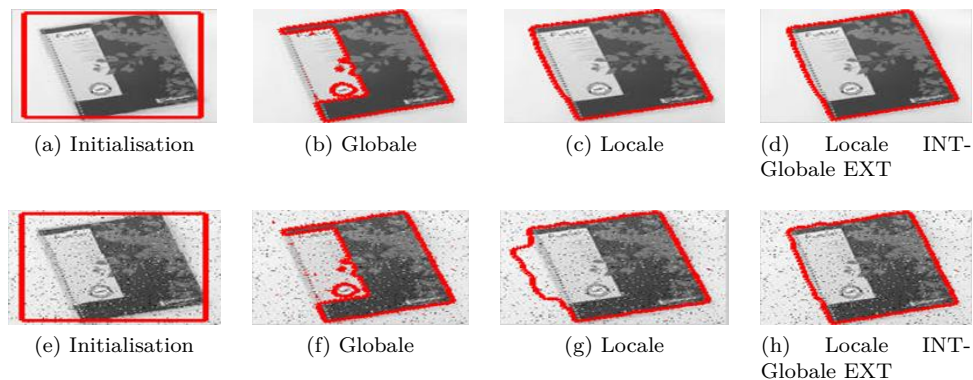 (a) Initialisation
(b) Globale
(c) Locale
(d) Locale INT-
Globale EXT
(e) Initialisation
(f) Globale
(g) Locale
(h) Locale INT-
Globale EXT